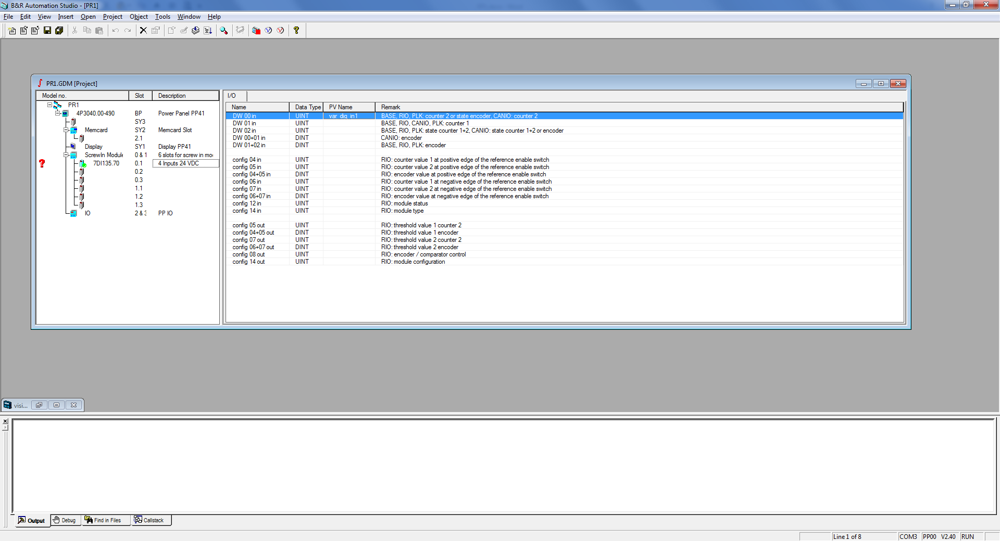 B&R Automation Studio - [PR1]
File Edit View Insert Open Project Object Tools Window Help
PR1.GDM [Project]
Model no. Slot Description
PR1
4P3040.00-490 BP Power Panel PP41
SY3
Memcard SY2 Memcard Slot
2.1
Display SY1 Display PP41
ScrewIn Module 0 & 1 6 slots for screw in mo
7DI135.70 0.1 4 Inputs 24 VDC
0.2
0.3
1.1
1.2
1.3
IO 2 & 3 PP IO
I/O
Name Data Type PV Name Remark
DW 00 in UINT var_dig_in1 BASE, RIO, PLK: counter 2 or state encoder, CANIO: counter 2
DW 01 in UINT BASE, RIO, CANIO, PLK: counter 1
DW 02 in UINT BASE, RIO, PLK: state counter 1+2, CANIO: state counter 1+2 or encoder
DW 00+01 in DINT CANIO: encoder
DW 01+02 in DINT BASE, RIO, PLK: encoder
config 04 in UINT RIO: counter value 1 at positive edge of the reference enable switch
config 05 in UINT RIO: counter value 2 at positive edge of the reference enable switch
config 04+05 in DINT RIO: encoder value at positive edge of the reference enable switch
config 06 in UINT RIO: counter value 1 at negative edge of the reference enable switch
config 07 in UINT RIO: counter value 2 at negative edge of the reference enable switch
config 06+07 in DINT RIO: encoder value at negative edge of the reference enable switch
config 12 in UINT RIO: module status
config 14 in UINT RIO: module type
config 05 out UINT RIO: threshold value 1 counter 2
config 04+05 out DINT RIO: threshold value 1 encoder
config 07 out UINT RIO: threshold value 2 counter 2
config 06+07 out DINT RIO: threshold value 2 encoder
config 08 out UINT RIO: encoder / comparator control
config 14 out UINT RIO: module configuration
visi...
Output Debug Find in Files Callstack
Line 1 of 8 COM3 PP00 V2.40 RUN